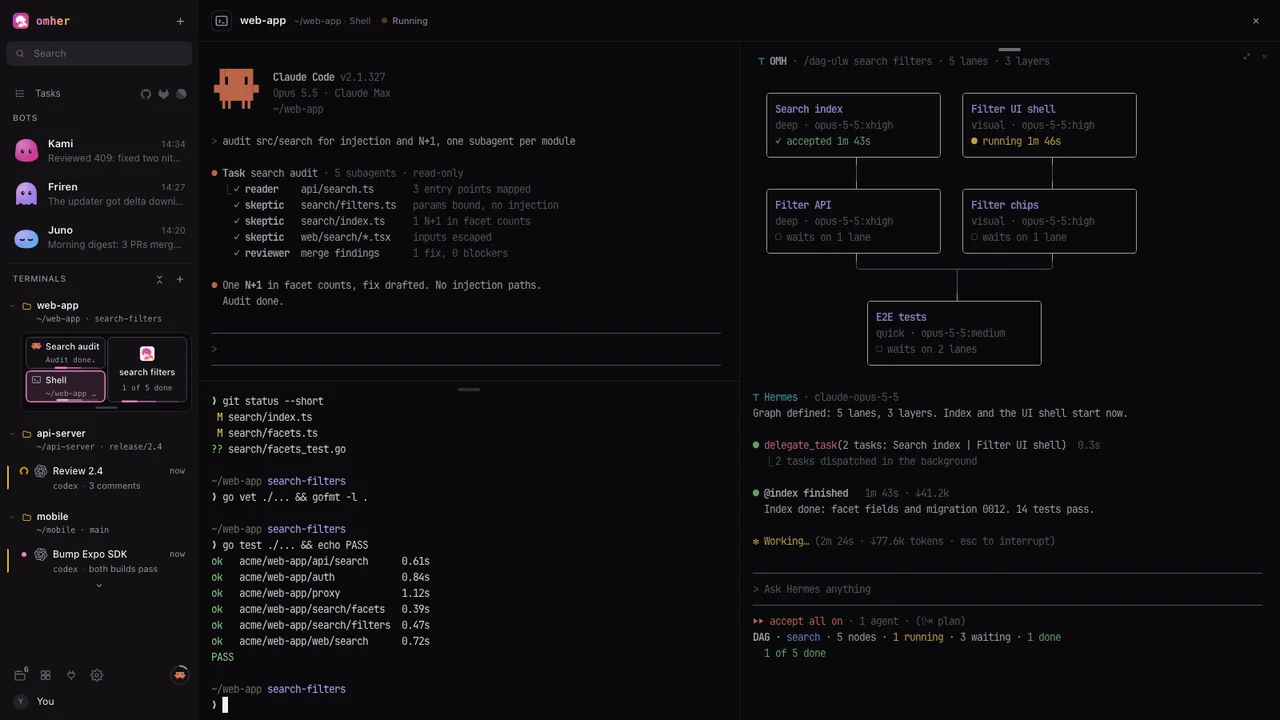 omher
Search
Tasks
BOTS
Kami 14:34
Reviewed 409: fixed two nit...
Friren 14:27
The updater got delta downl...
Juno 14:20
Morning digest: 3 PRs merg...
TERMINALS
web-app
~/web-app · search-filters
Search audit
Audit done.
Shell
~/web-app …
search filters
1 of 5 done
api-server
~/api-server · release/2.4
Review 2.4 now
codex · 3 comments
mobile
~/mobile · main
Bump Expo SDK now
codex · both builds pass
6
Y You
web-app ~/web-app · Shell Running
Claude Code v2.1.327
Opus 5.5 · Claude Max
~/web-app
> audit src/search for injection and N+1, one subagent per module
Task search audit · 5 subagents · read-only
✓ reader api/search.ts 3 entry points mapped
✓ skeptic search/filters.ts params bound, no injection
✓ skeptic search/index.ts 1 N+1 in facet counts
✓ skeptic web/search/*.tsx inputs escaped
✓ reviewer merge findings 1 fix, 0 blockers
One N+1 in facet counts, fix drafted. No injection paths.
Audit done.
>
❯ git status --short
M search/index.ts
M search/facets.ts
?? search/facets_test.go
~/web-app search-filters
❯ go vet ./... && gofmt -l .
~/web-app search-filters
❯ go test ./... && echo PASS
ok acme/web-app/api/search 0.61s
ok acme/web-app/auth 0.84s
ok acme/web-app/proxy 1.12s
ok acme/web-app/search/facets 0.39s
ok acme/web-app/search/filters 0.47s
ok acme/web-app/web/search 0.72s
PASS
~/web-app search-filters
❯
OMH · /dag-ulw search filters · 5 lanes · 3 layers
Search index
deep · opus-5-5:xhigh
✓ accepted 1m 43s
Filter UI shell
visual · opus-5-5:high
running 1m 46s
Filter API
deep · opus-5-5:xhigh
waits on 1 lane
Filter chips
visual · opus-5-5:high
waits on 1 lane
E2E tests
quick · opus-5-5:medium
waits on 2 lanes
Hermes · claude-opus-5-5
Graph defined: 5 lanes, 3 layers. Index and the UI shell start now.
delegate_task(2 tasks: Search index | Filter UI shell) 0.3s
2 tasks dispatched in the background
@index finished 1m 43s · ↓41.2k
Index done: facet fields and migration 0012. 14 tests pass.
Working… (2m 24s · ↓77.6k tokens · esc to interrupt)
> Ask Hermes anything
accept all on · 1 agent · (⇧⇥ plan)
DAG · search · 5 nodes · 1 running · 3 waiting · 1 done
1 of 5 done